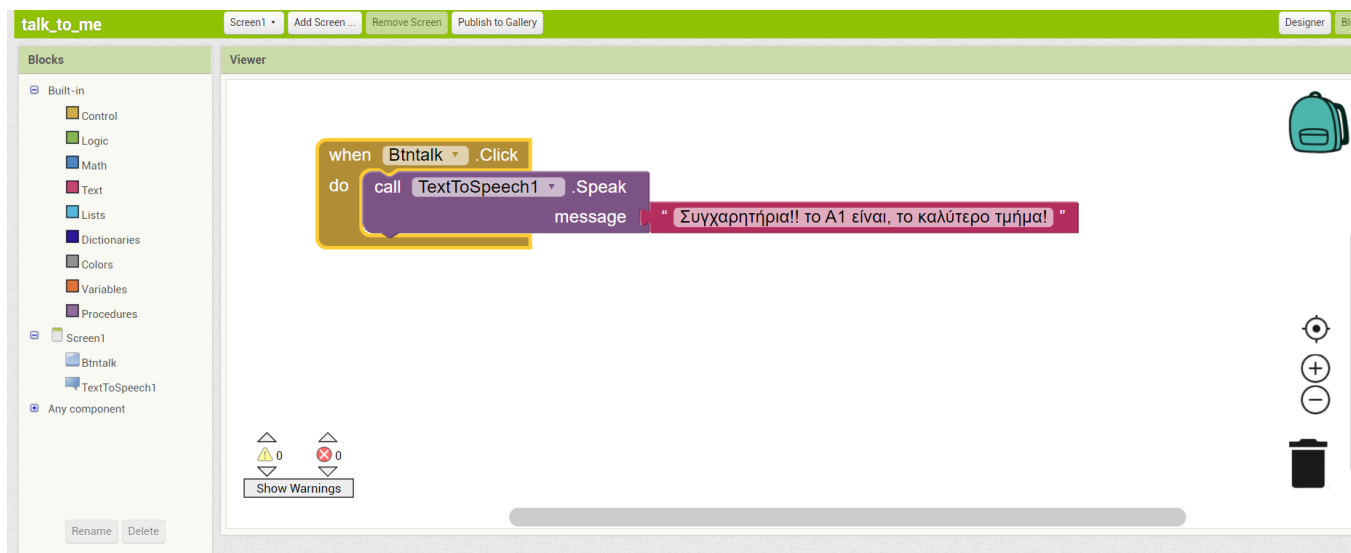 talk_to_me
Screen1 Add Screen ... Remove Screen Publish to Gallery Designer
Blocks
Viewer
Built-in
Control
Logic
Math
Text
Lists
Dictionaries
Colors
Variables
Procedures
Screen1
Btntalk
TextToSpeech1
Any component
Rename Delete
when Btntalk .Click
do call TextToSpeech1 .Speak
message " Συγχαρητήρια!! το Α1 είναι, το καλύτερο τμήμα! "
0 0
Show Warnings